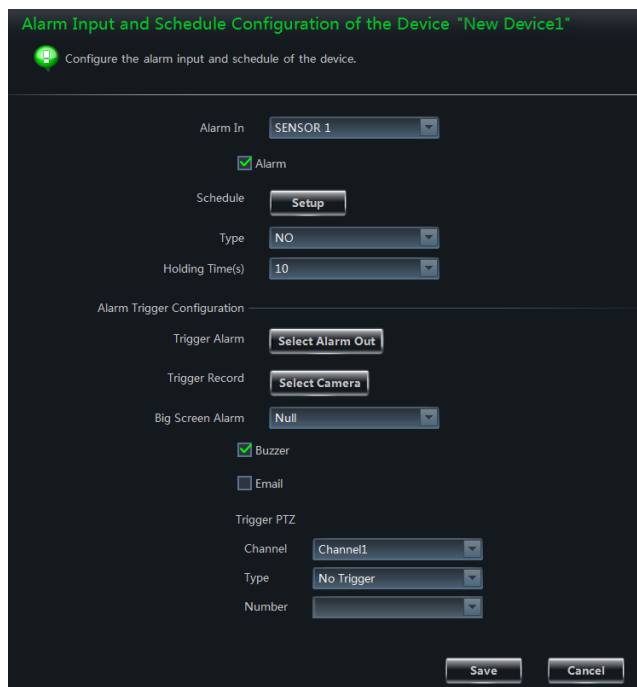 Alarm Input and Schedule Configuration of the Device "New Device1"
Configure the alarm input and schedule of the device.
Alarm In SENSOR 1
Alarm
Schedule Setup
Type NO
Holding Time(s) 10
Alarm Trigger Configuration
Trigger Alarm Select Alarm Out
Trigger Record Select Camera
Big Screen Alarm Null
Buzzer
Email
Trigger PTZ
Channel Channel1
Type No Trigger
Number
Save Cancel